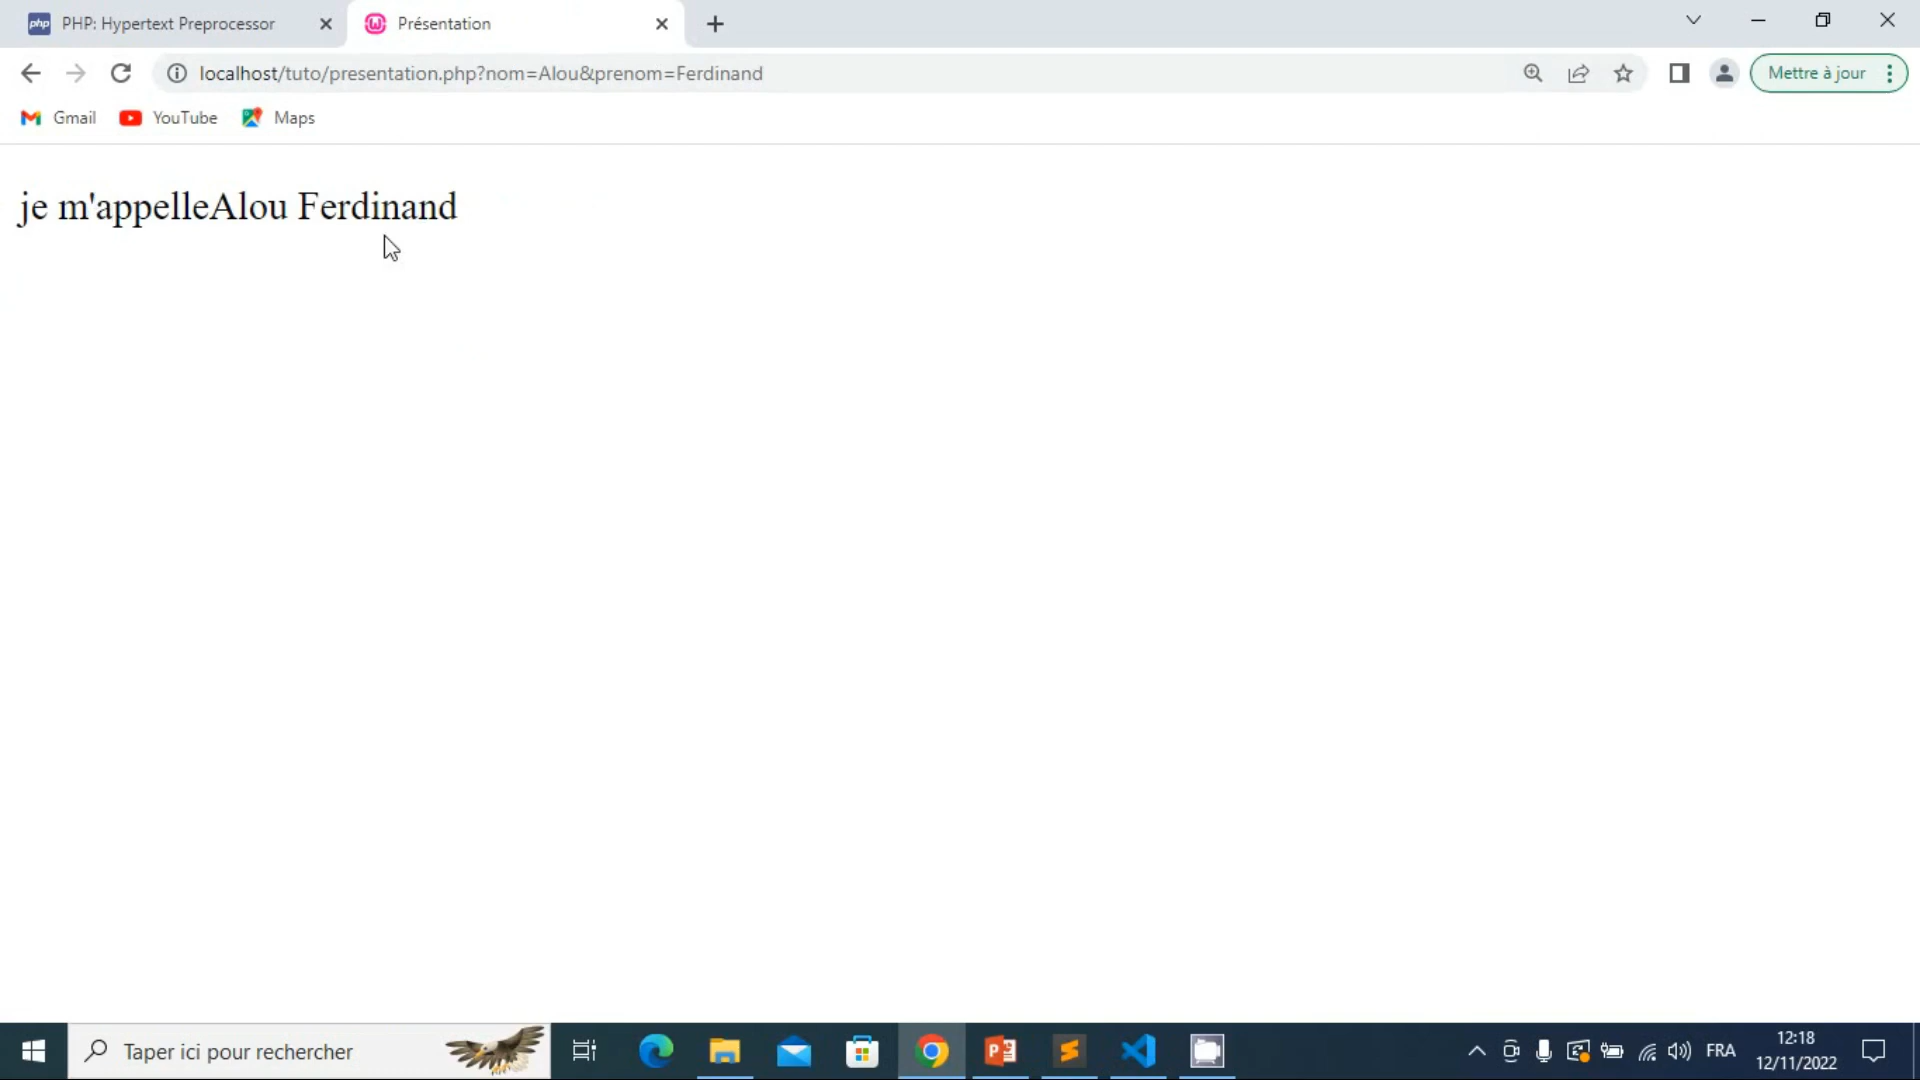 php PHP: Hypertext Preprocessor
Présentation
localhost/tuto/presentation.php?nom=Alou&prenom=Ferdinand
Mettre à jour
Gmail YouTube Maps
je m'appelleAlou Ferdinand
Taper ici pour rechercher
FRA
12:18
12/11/2022